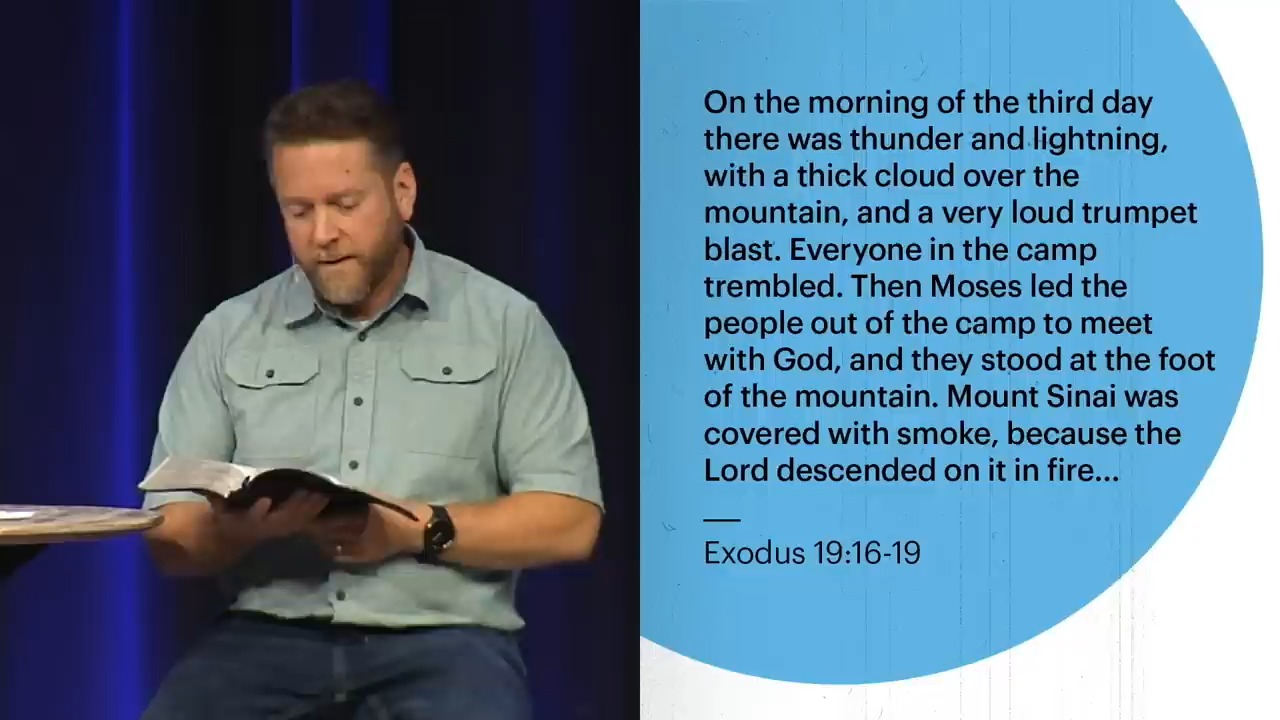 On the morning of the third day
there was thunder and lightning,
with a thick cloud over the
mountain, and a very loud trumpet
blast. Everyone in the camp
trembled. Then Moses led the
people out of the camp to meet
with God, and they stood at the foot
of the mountain. Mount Sinai was
covered with smoke, because the
Lord descended on it in fire...
Exodus 19:16-19